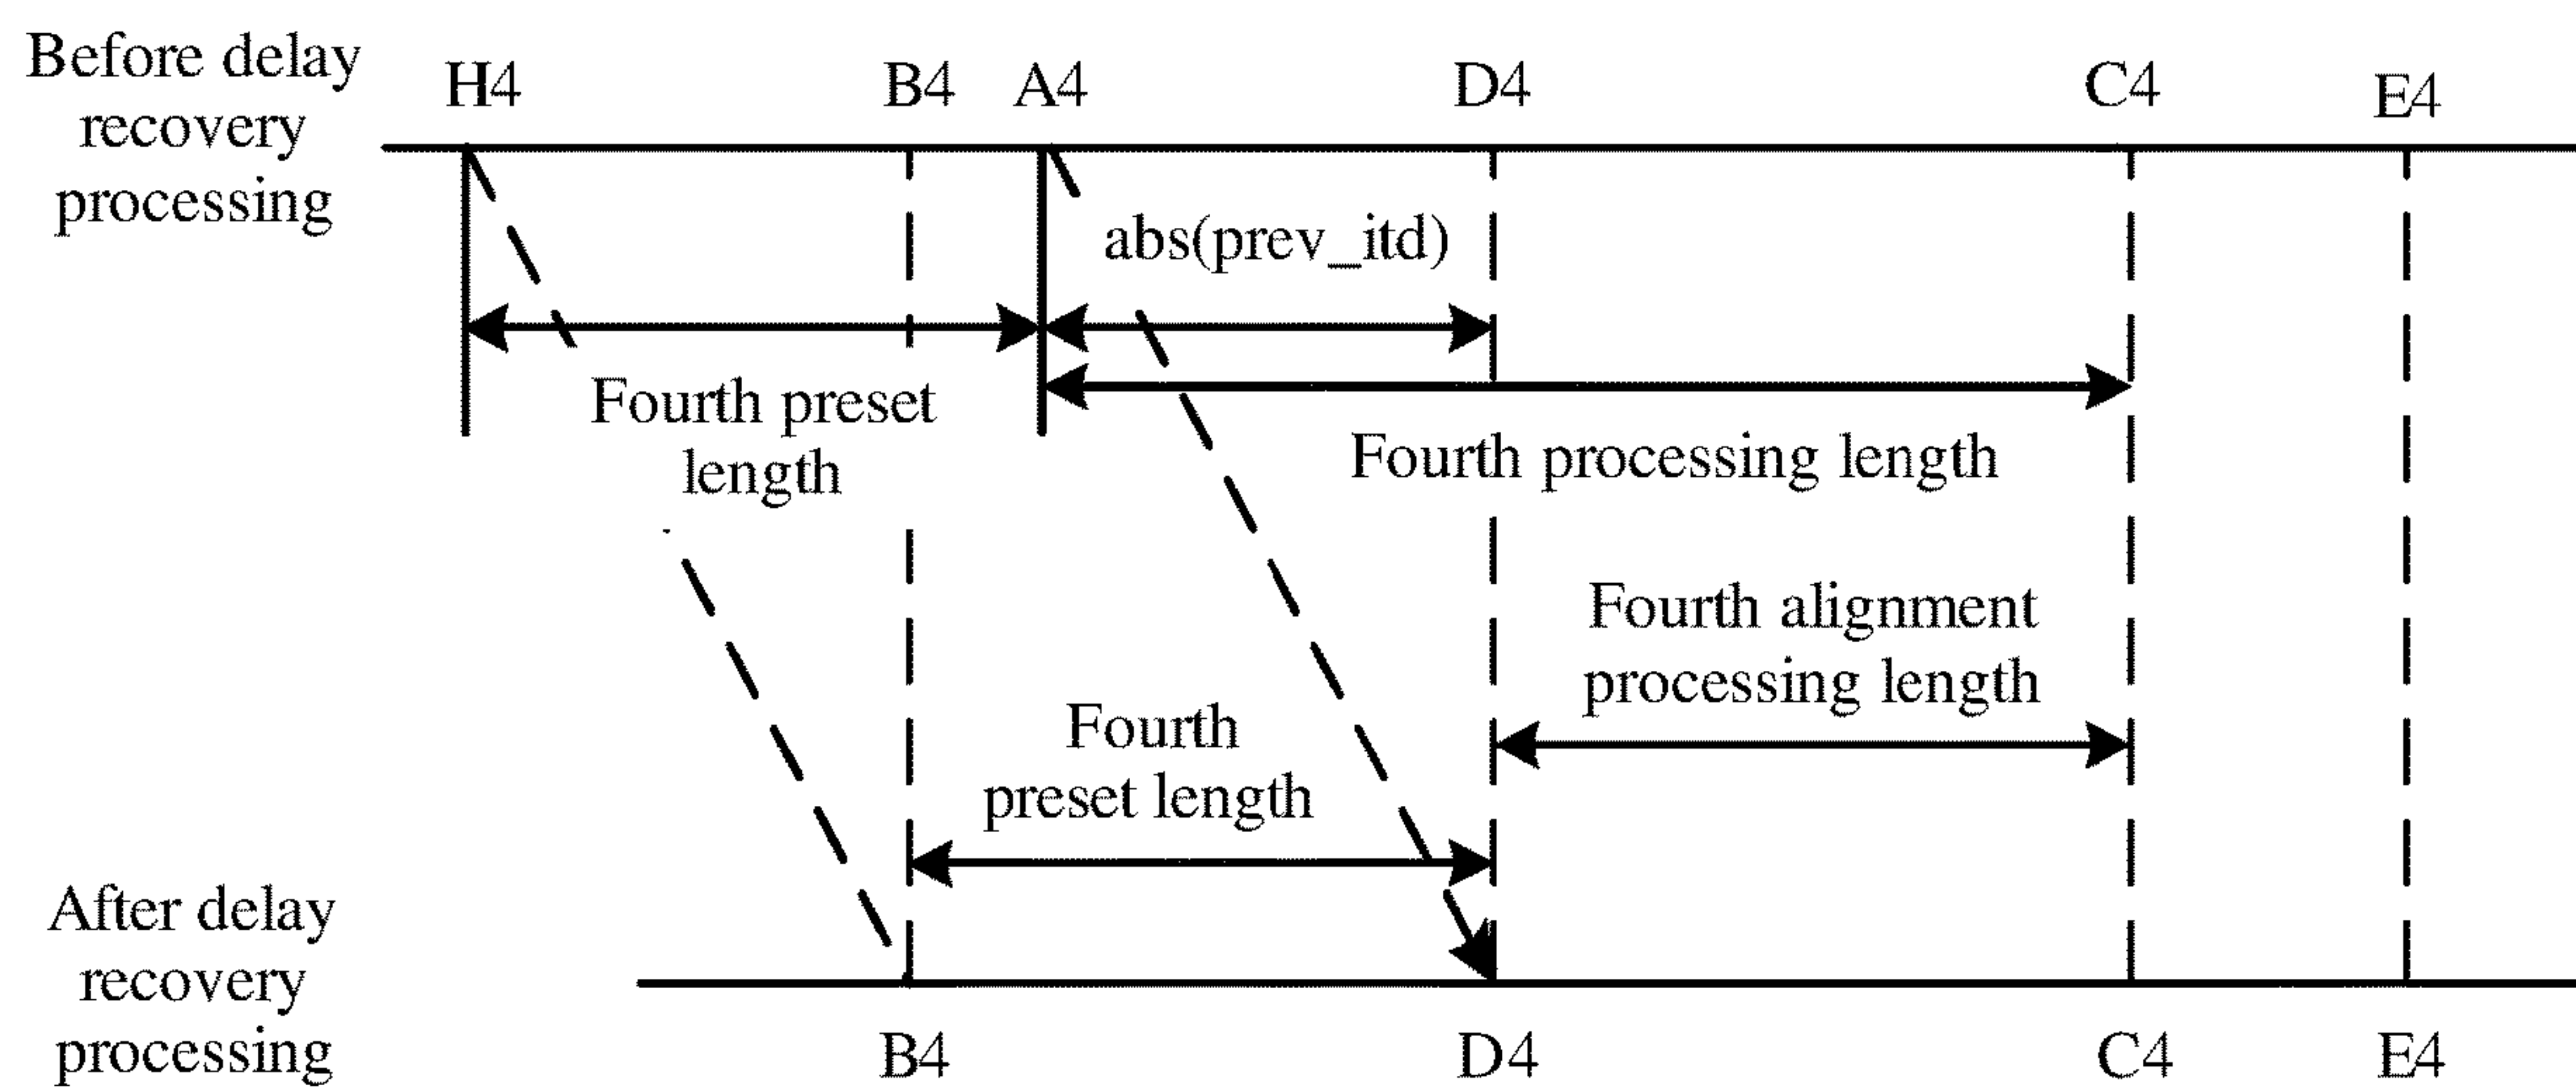 Before delay
recovery
processing
H4
B4
A4
D4
C4
E4
abs(prev_itd)
Fourth preset
length
Fourth processing length
Fourth alignment
processing length
Fourth
preset length
After delay
recovery
processing
B4
D4
C4
E4